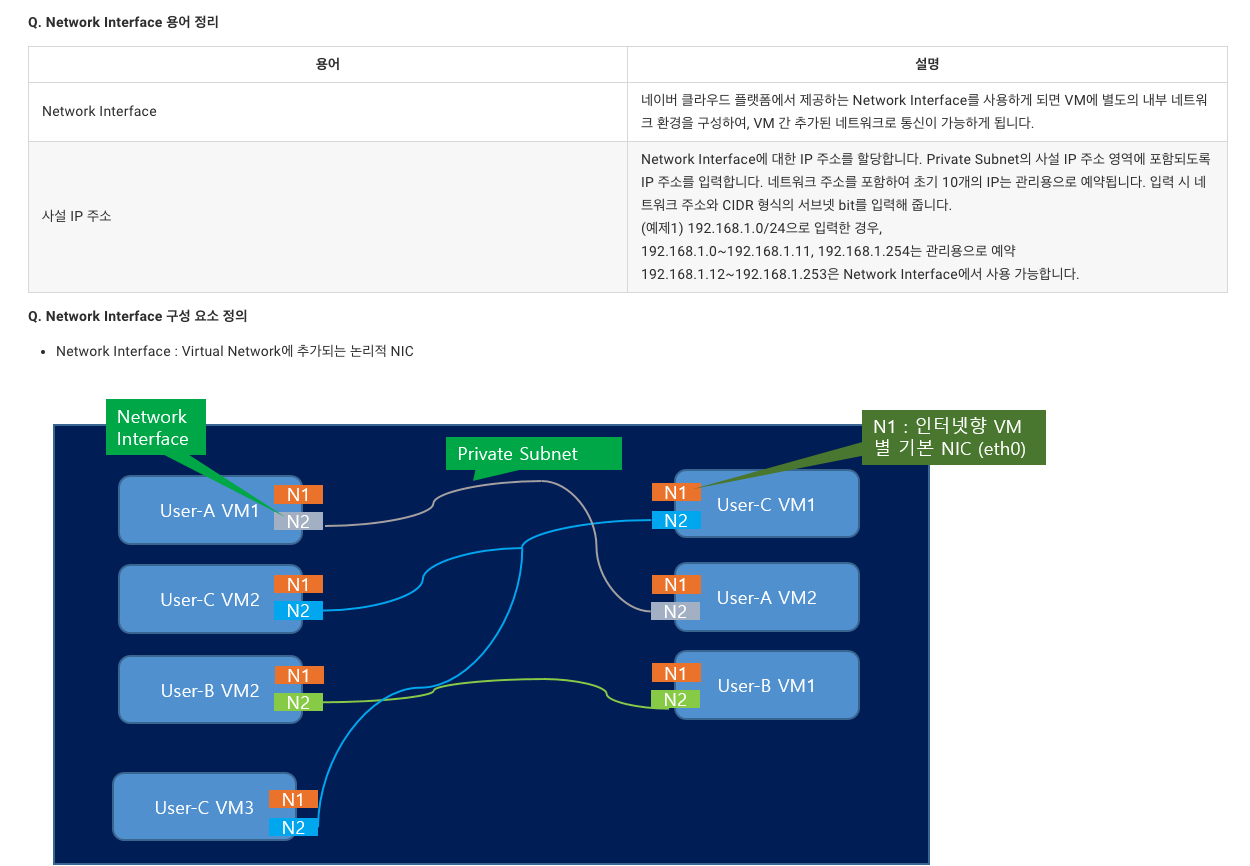 Q. Network Interface 용어 정리
용어
설명
Network Interface
네이버 클라우드 플랫폼에서 제공하는 Network Interface를 사용하게 되면 VM에 별도의 내부 네트워
크 환경을 구성하여, VM 간 추가된 네트워크로 통신이 가능하게 됩니다.
사설 IP 주소
Network Interface에 대한 IP 주소를 할당합니다. Private Subnet의 사설 IP 주소 영역에 포함되도록
IP 주소를 입력합니다. 네트워크 주소를 포함하여 초기 10개의 IP는 관리용으로 예약됩니다. 입력 시 네
트워크 주소와 CIDR 형식의 서브넷 bit를 입력해 줍니다.
(예제1) 192.168.1.0/24으로 입력한 경우,
192.168.1.0~192.168.1.11, 192.168.1.254는 관리용으로 예약
192.168.1.12~192.168.1.253은 Network Interface에서 사용 가능합니다.
Q. Network Interface 구성 요소 정의
• Network Interface : Virtual Network에 추가되는 논리적 NIC
Network
Interface
Private Subnet
N1 : 인터넷향 VM
별 기본 NIC (eth0)
User-A VM1
N1
N2
User-C VM1
N1
N2
User-C VM2
N1
N2
User-A VM2
N1
N2
User-B VM2
N1
N2
User-B VM1
N1
N2
User-C VM3
N1
N2